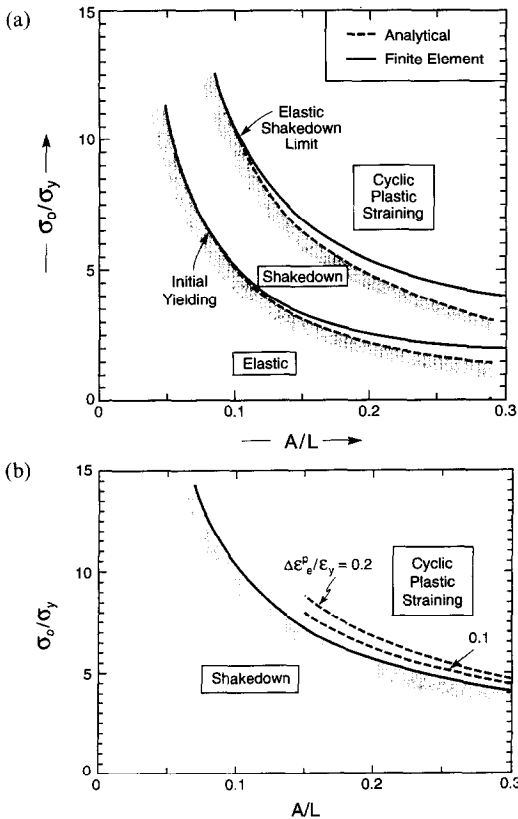 (a)
15
10
5
0
σ₀/σy
Analytical
Finite Element
Elastic
Shakedown
Limit
Cyclic
Plastic
Straining
Initial
Yielding
Shakedown
Elastic
0
0.1
0.2
0.3
A/L
(b)
15
10
5
0
σ₀/σy
Δεᵖₑ/εy = 0.2
Cyclic
Plastic
Straining
0.1
Shakedown
0
0.1
0.2
0.3
A/L